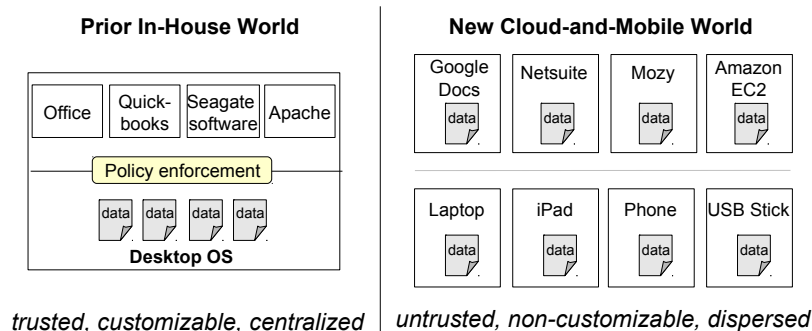 Prior In-House World
Office
Quick-
books
Seagate
software
Apache
Policy enforcement
data data data data
Desktop OS
trusted, customizable, centralized
New Cloud-and-Mobile World
Google
Docs
data
Netsuite
data
Mozy
data
Amazon
EC2
data
Laptop
data
iPad
data
Phone
data
USB Stick
data
untrusted, non-customizable, dispersed